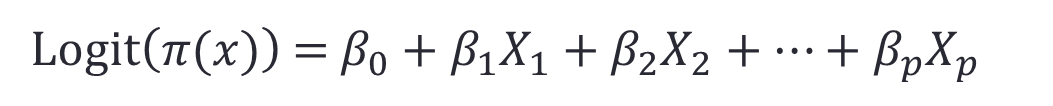 Logit(π(x)) = β₀ + β₁X₁ + β₂X₂ + ⋯ + βₚXₚ